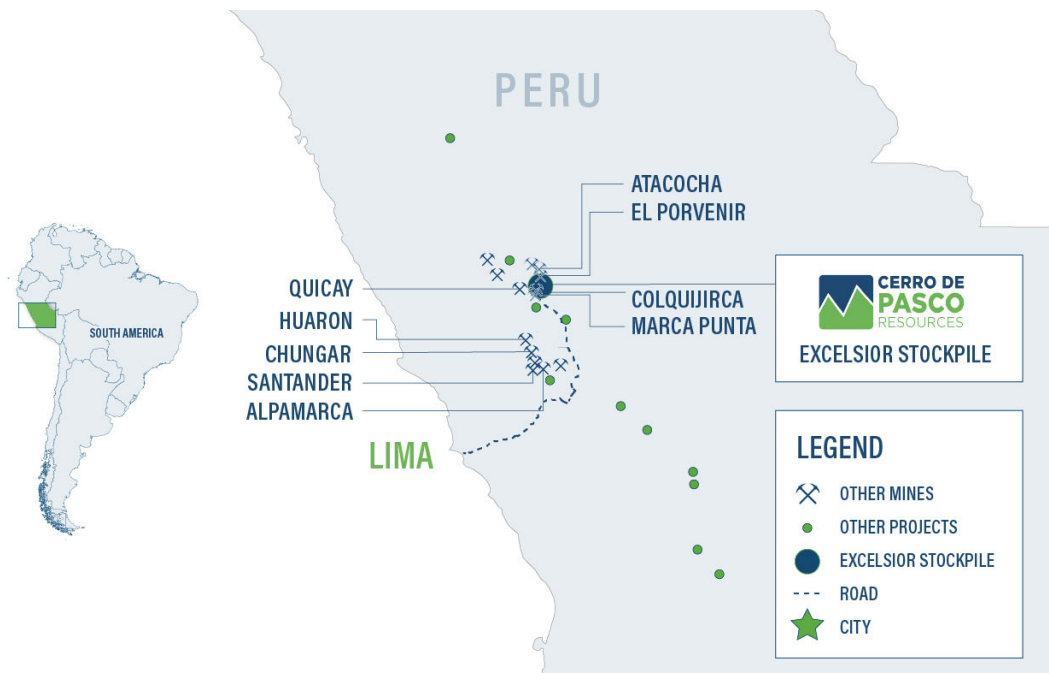 PERU
ATACOCHA
EL PORVENIR
QUICAY
COLQUIJIRCA
HUARON
MARCA PUNTA
CHUNGAR
SANTANDER
ALPAMARCA
LIMA
SOUTH AMERICA
CERRO DE
PASCO
RESOURCES
EXCELSIOR STOCKPILE
LEGEND
OTHER MINES
OTHER PROJECTS
EXCELSIOR STOCKPILE
ROAD
CITY